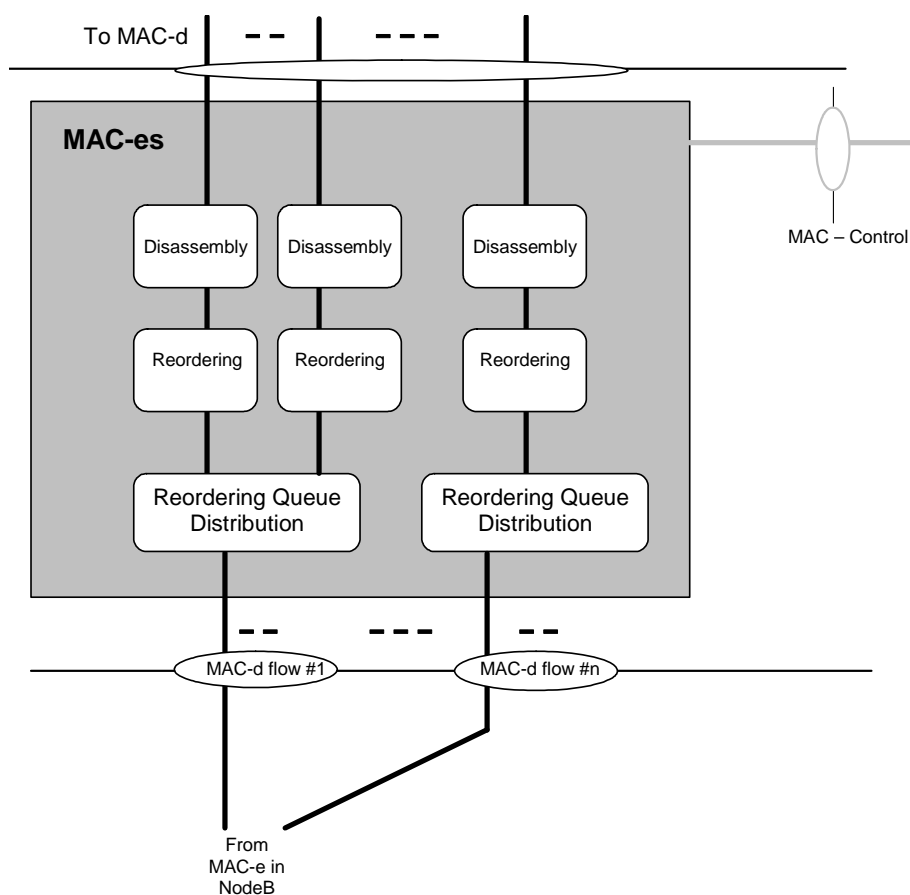 To MAC-d
MAC-es
MAC – Control
Disassembly
Disassembly
Disassembly
Reordering
Reordering
Reordering
Reordering Queue
Distribution
Reordering Queue
Distribution
MAC-d flow #1
MAC-d flow #n
From
MAC-e in
NodeB